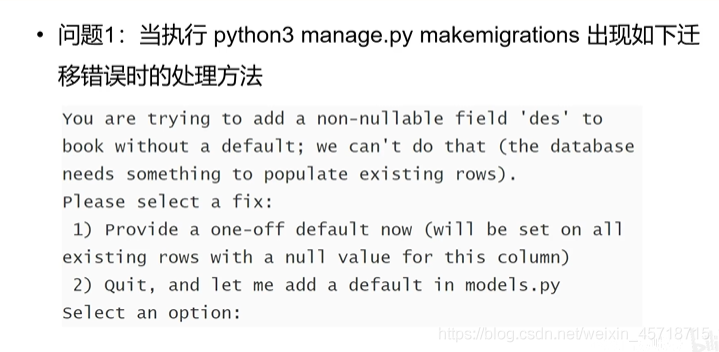 • 问题1：当执行 python3 manage.py makemigrations 出现如下迁
移错误时的处理方法
You are trying to add a non-nullable field 'des' to
book without a default; we can't do that (the database
needs something to populate existing rows).
Please select a fix:
1) Provide a one-off default now (will be set on all
existing rows with a null value for this column)
2) Quit, and let me add a default in models.py
Select an option:
https://blog.csdn.net/weixin_45718715